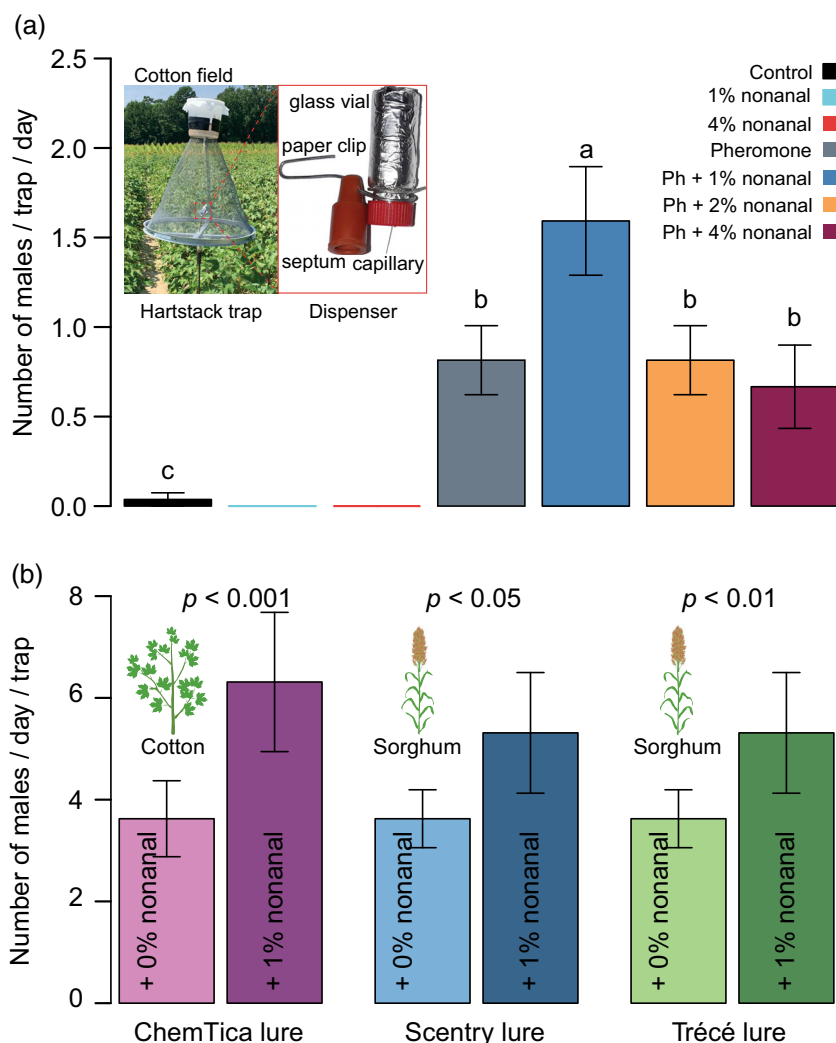 (a)
Number of males / trap / day
2.5
2.0
1.5
1.0
0.5
0.0
Cotton field
Hartstack trap
glass vial
paper clip
septum
capillary
Dispenser
Control
1% nonanal
4% nonanal
Pheromone
Ph + 1% nonanal
Ph + 2% nonanal
Ph + 4% nonanal
c
b
a
b
b
(b)
Number of males / day / trap
8
6
4
2
0
p < 0.001
p < 0.05
p < 0.01
Cotton
Sorghum
Sorghum
+ 0% nonanal
+ 1% nonanal
+ 0% nonanal
+ 1% nonanal
+ 0% nonanal
+ 1% nonanal
ChemTica lure
Scentry lure
Trécé lure